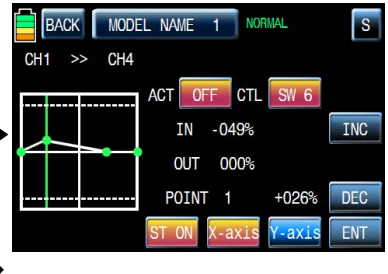 BACK MODEL NAME 1 NORMAL S
CH1 >> CH4
ACT OFF CTL SW 6
IN -049% INC
OUT 000%
POINT 1 +026% DEC
ST ON X-axis Y-axis ENT